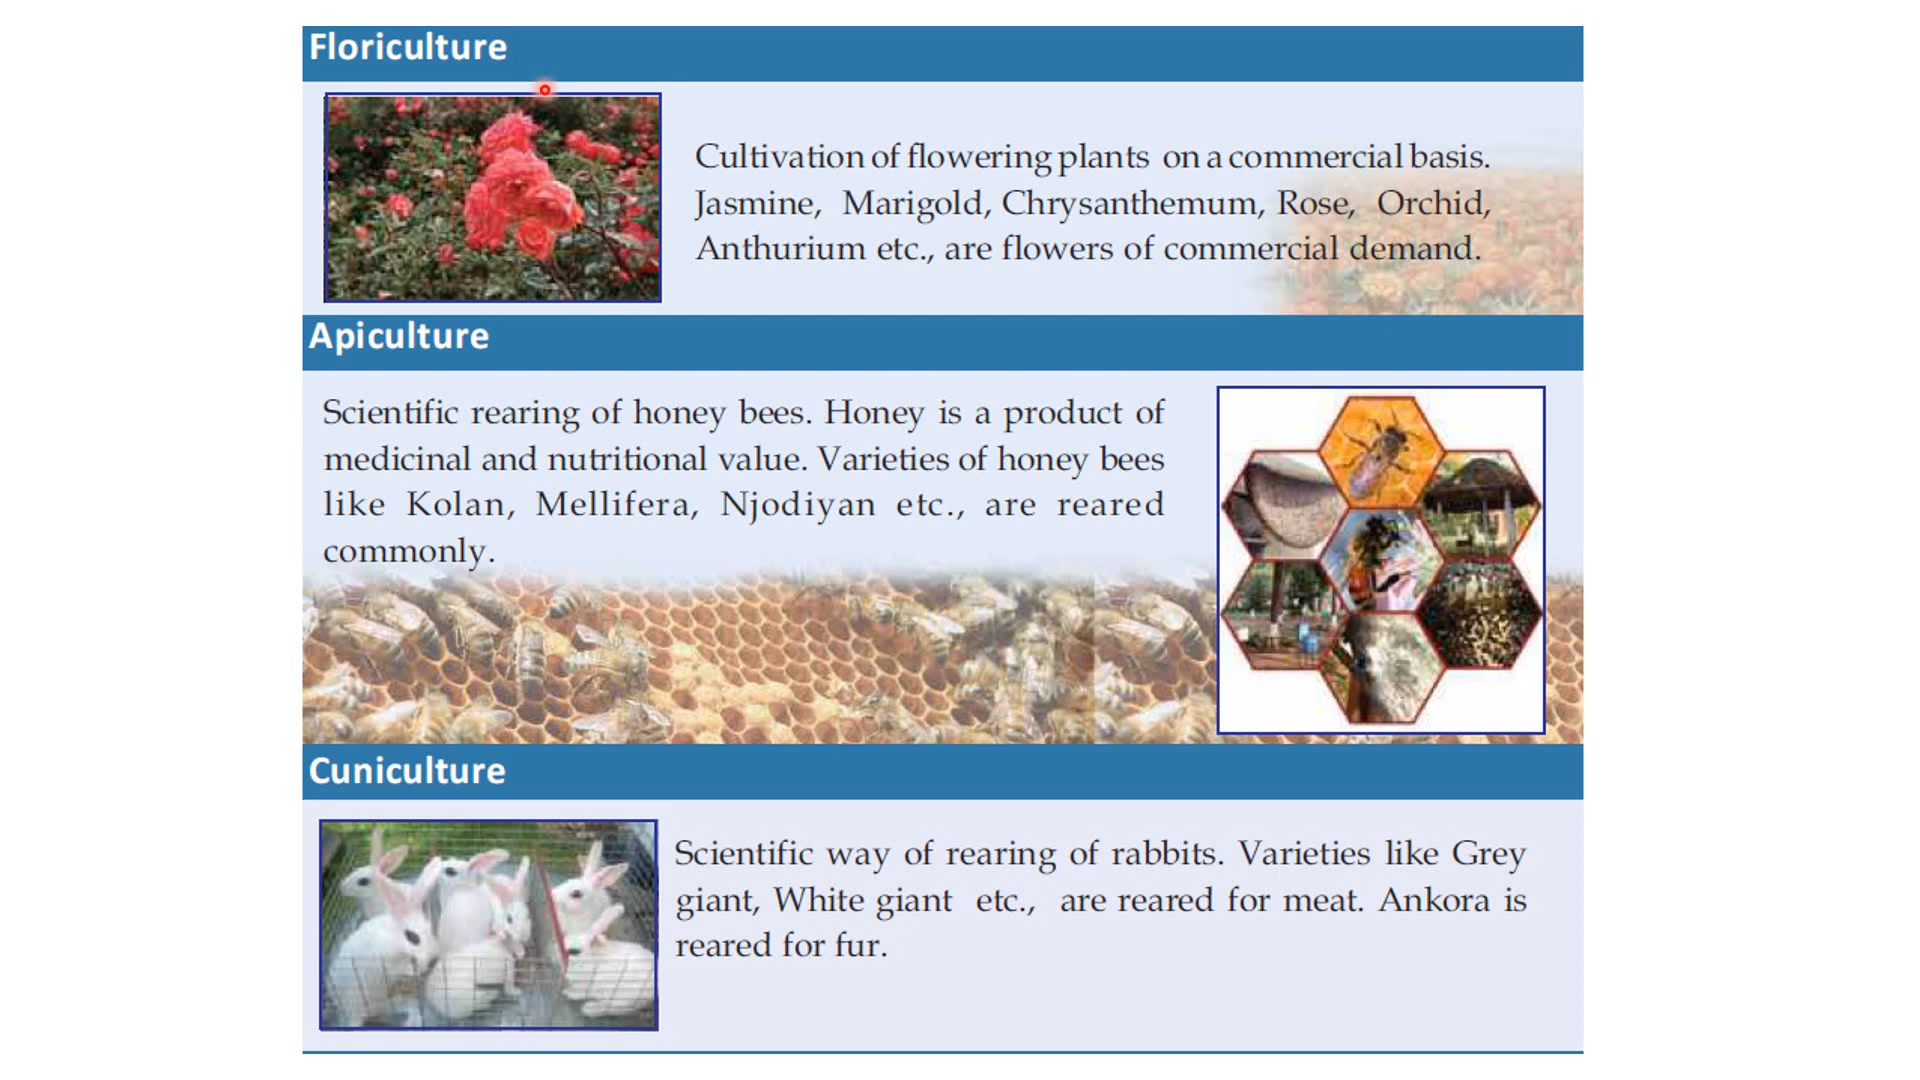 Floriculture
Cultivation of flowering plants on a commercial basis.
Jasmine, Marigold, Chrysanthemum, Rose, Orchid,
Anthurium etc., are flowers of commercial demand.
Apiculture
Scientific rearing of honey bees. Honey is a product of
medicinal and nutritional value. Varieties of honey bees
like Kolan, Mellifera, Njodiyan etc., are reared
commonly.
Cuniculture
Scientific way of rearing of rabbits. Varieties like Grey
giant, White giant etc., are reared for meat. Ankora is
reared for fur.